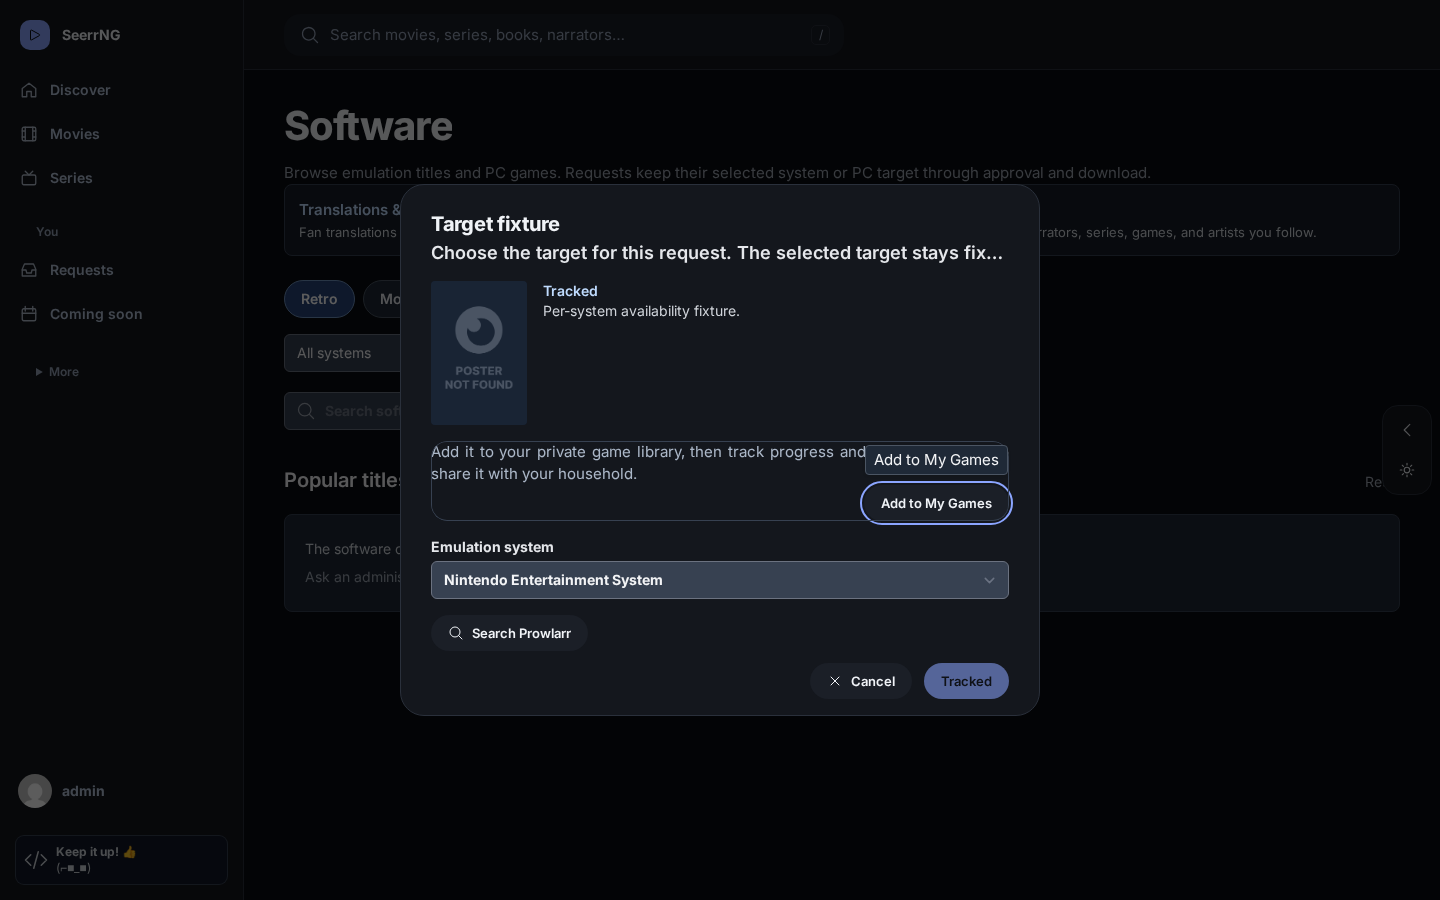 SeerrNG
Search movies, series, books, narrators...
/
Discover
Movies
Series
You
Requests
Coming soon
More
admin
Keep it up! 👍
(⌐■_■)
Software
Browse emulation titles and PC games. Requests keep their selected system or PC target through approval and download.
Translations &
Fan translations
rrators, series, games, and artists you follow.
Retro
Mo
All systems
Search soft
Popular titles
Re
The software c
Ask an adminis
Target fixture
Choose the target for this request. The selected target stays fix...
POSTER
NOT FOUND
Tracked
Per-system availability fixture.
Add it to your private game library, then track progress and
share it with your household.
Add to My Games
Add to My Games
Emulation system
Nintendo Entertainment System
Search Prowlarr
Cancel
Tracked